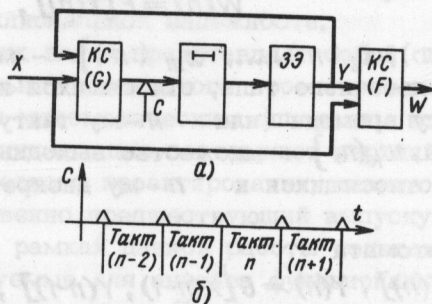 X
КС (G)
C
ЗЭ
Y
КС (F)
W
а)
C
t
Такт (n-2)
Такт (n-1)
Такт.
Такт (n+1)
б)